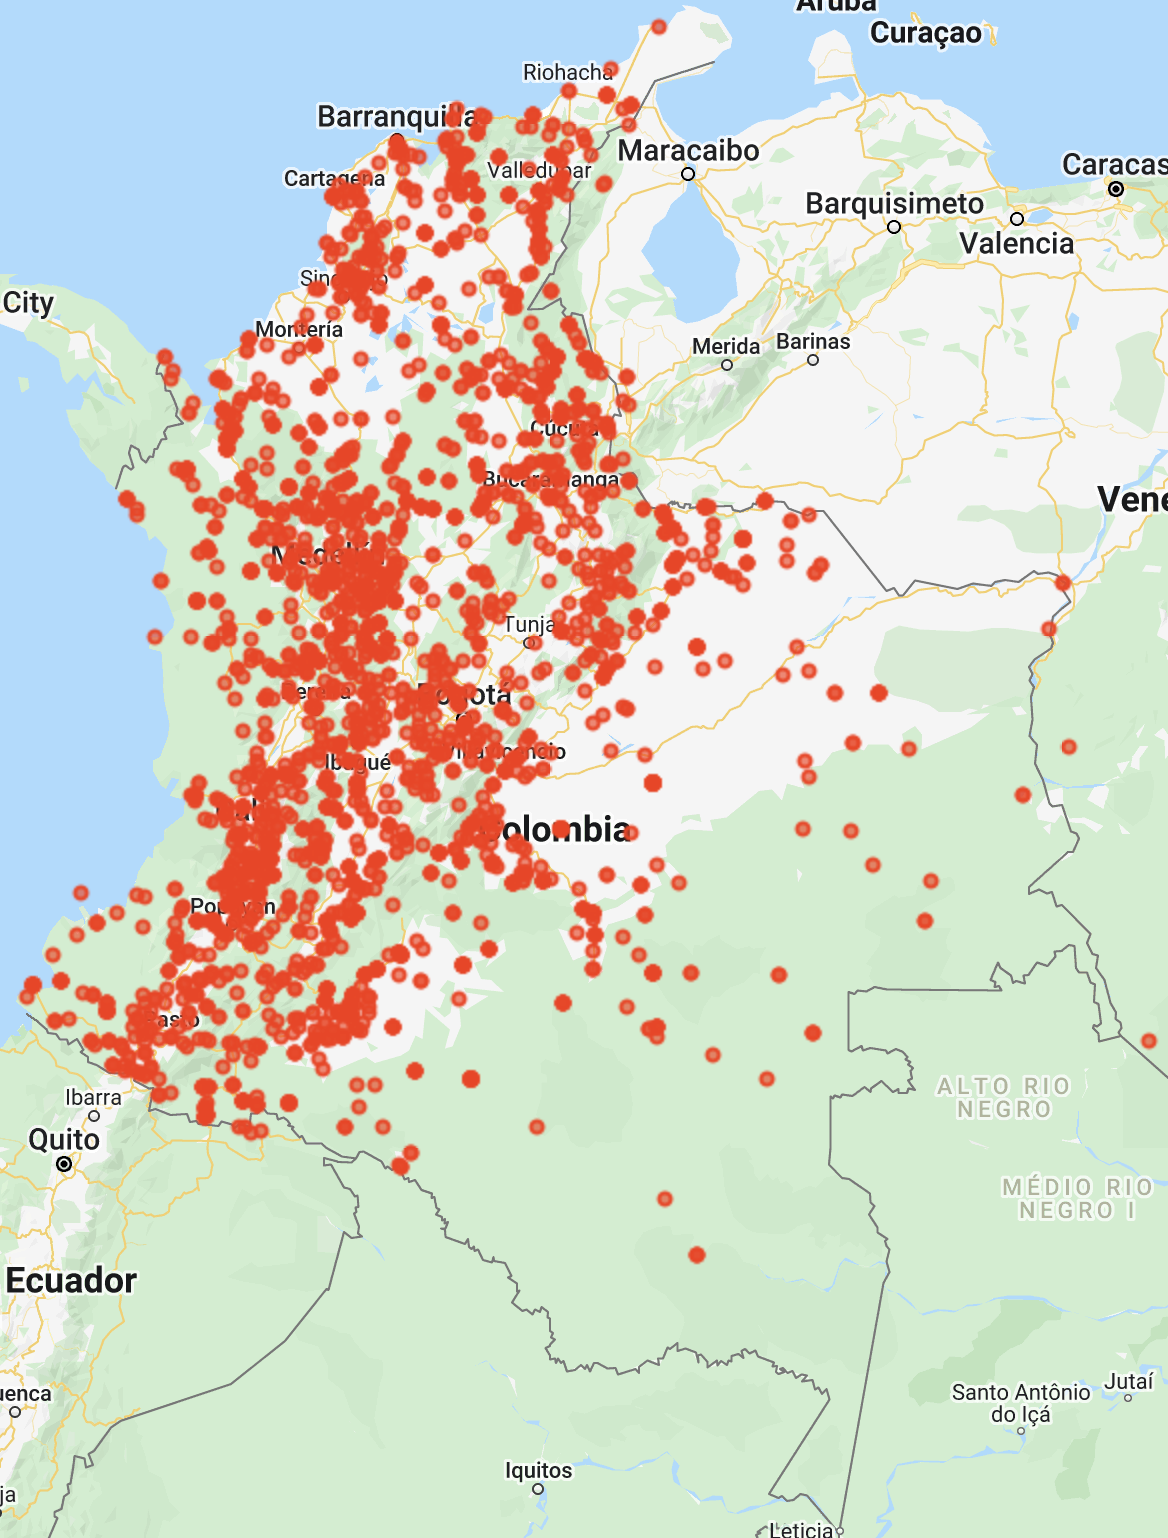 Aruba
Curaçao
Riohacha
Barranquilla
Maracaibo
Caracas
Cartagena
Valledupar
Barquisimeto
Valencia
City
Montería
Merida
Barinas
Cúcuta
Bucaramanga
Vene
Medellín
Tunja
Pereira
Bogotá
Villavicencio
Ibagué
Cali
Colombia
Popayán
Pasto
Ibarra
Quito
ALTO RIO
NEGRO
MÉDIO RIO
NEGRO I
Ecuador
uenca
Santo Antônio
do Içá
Jutaí
Iquitos
ja
Leticia